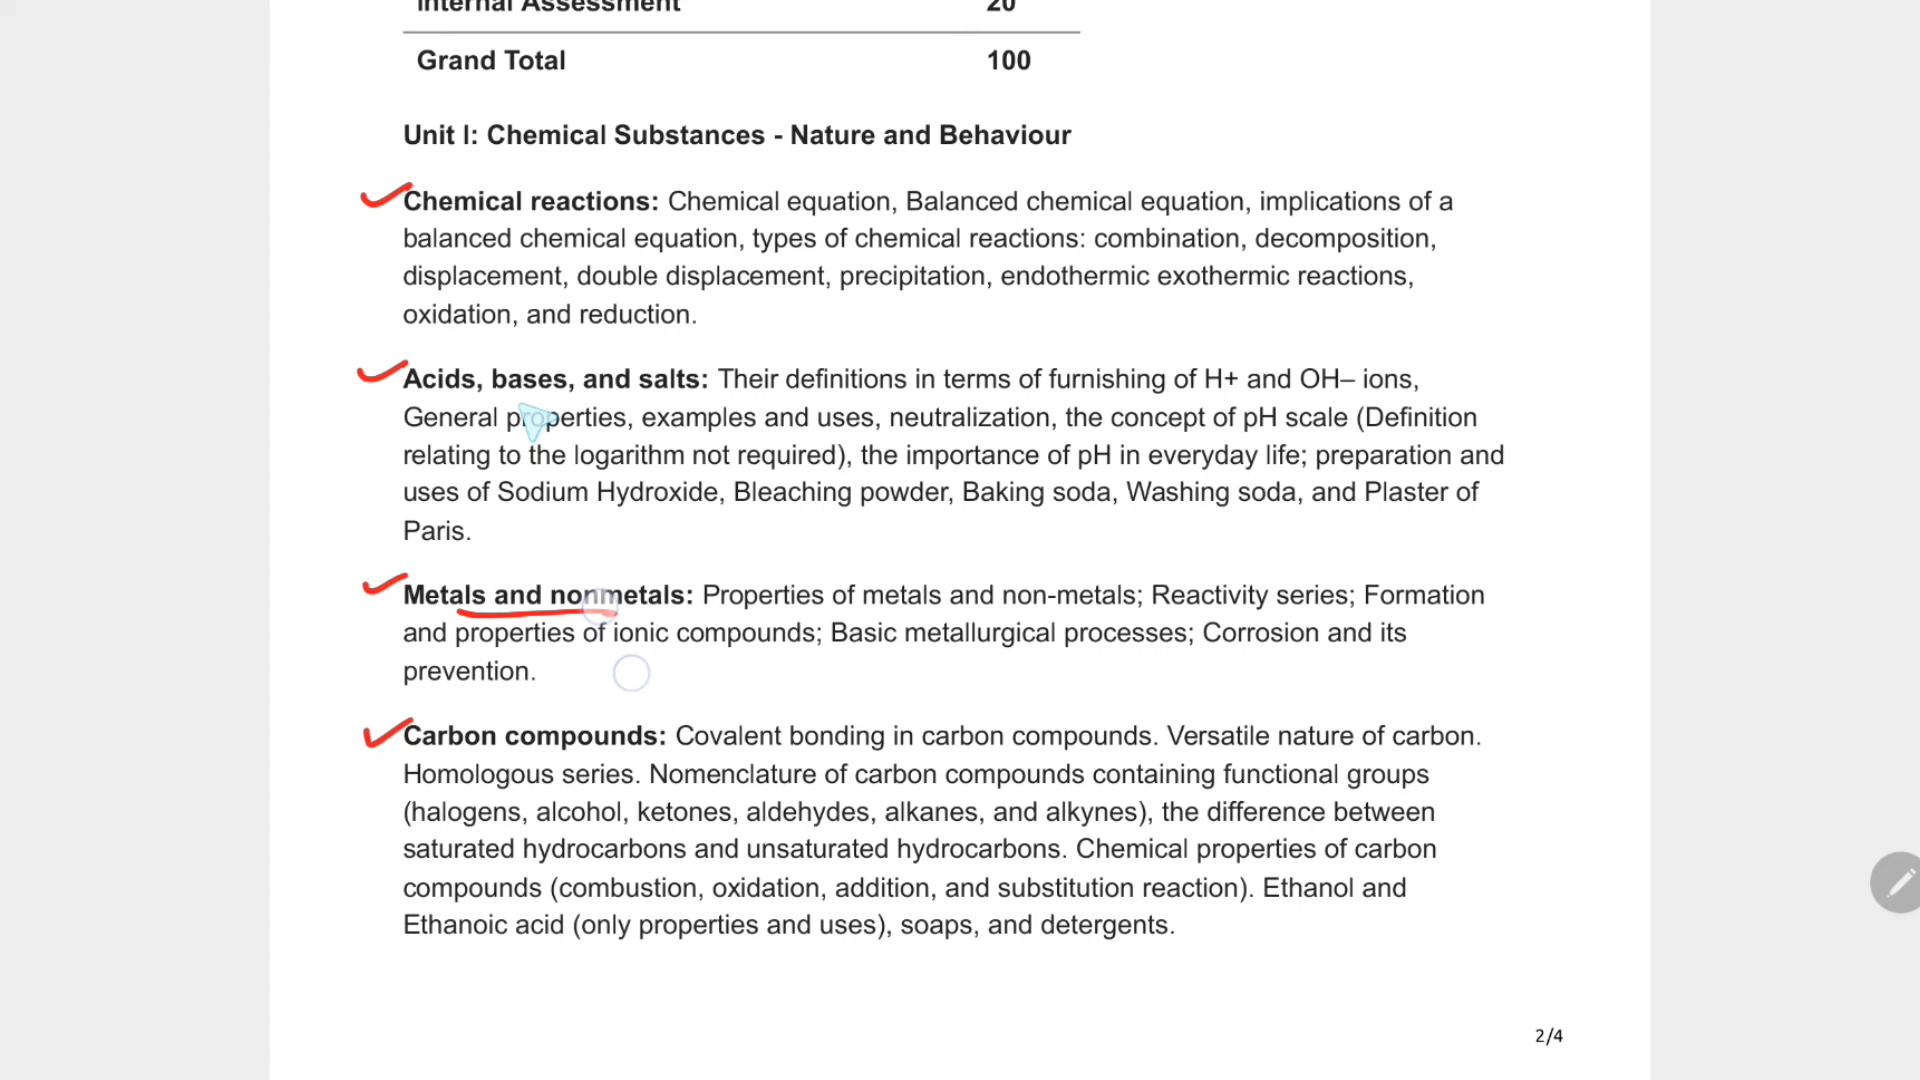 Internal Assessment 20
Grand Total 100
Unit I: Chemical Substances - Nature and Behaviour
Chemical reactions: Chemical equation, Balanced chemical equation, implications of a
balanced chemical equation, types of chemical reactions: combination, decomposition,
displacement, double displacement, precipitation, endothermic exothermic reactions,
oxidation, and reduction.
Acids, bases, and salts: Their definitions in terms of furnishing of H+ and OH– ions,
General properties, examples and uses, neutralization, the concept of pH scale (Definition
relating to the logarithm not required), the importance of pH in everyday life; preparation and
uses of Sodium Hydroxide, Bleaching powder, Baking soda, Washing soda, and Plaster of
Paris.
Metals and nonmetals: Properties of metals and non-metals; Reactivity series; Formation
and properties of ionic compounds; Basic metallurgical processes; Corrosion and its
prevention.
Carbon compounds: Covalent bonding in carbon compounds. Versatile nature of carbon.
Homologous series. Nomenclature of carbon compounds containing functional groups
(halogens, alcohol, ketones, aldehydes, alkanes, and alkynes), the difference between
saturated hydrocarbons and unsaturated hydrocarbons. Chemical properties of carbon
compounds (combustion, oxidation, addition, and substitution reaction). Ethanol and
Ethanoic acid (only properties and uses), soaps, and detergents.
2/4